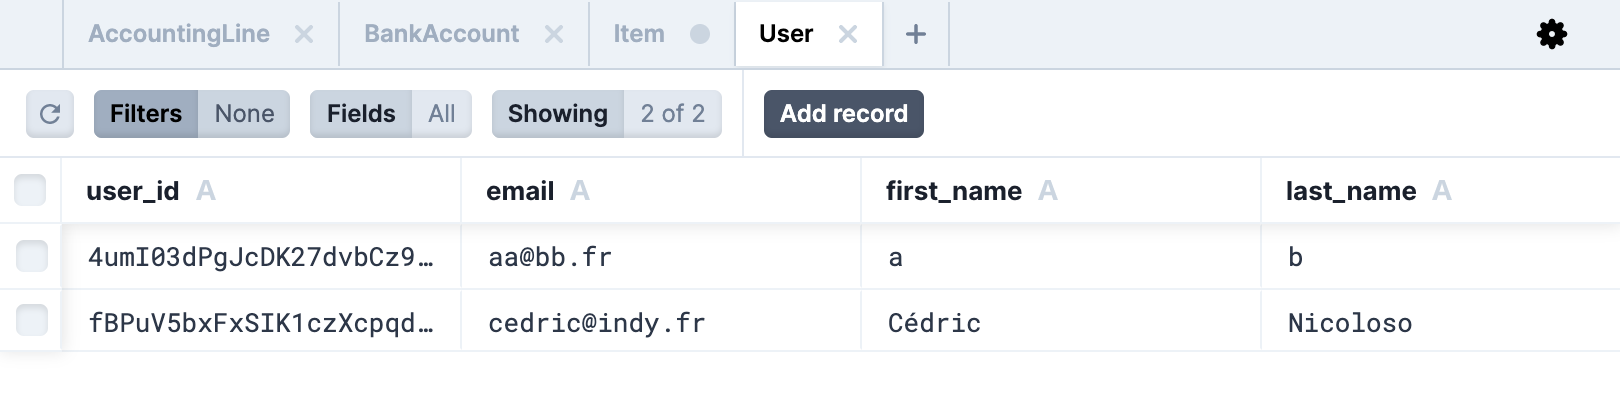 AccountingLine BankAccount Item User +
Filters None Fields All Showing 2 of 2 Add record
user_id A email A first_name A last_name A
4umI03dPgJcDK27dvbCz9… aa@bb.fr a b
fBPuV5bxFxSIK1czXcpqd… cedric@indy.fr Cédric Nicoloso